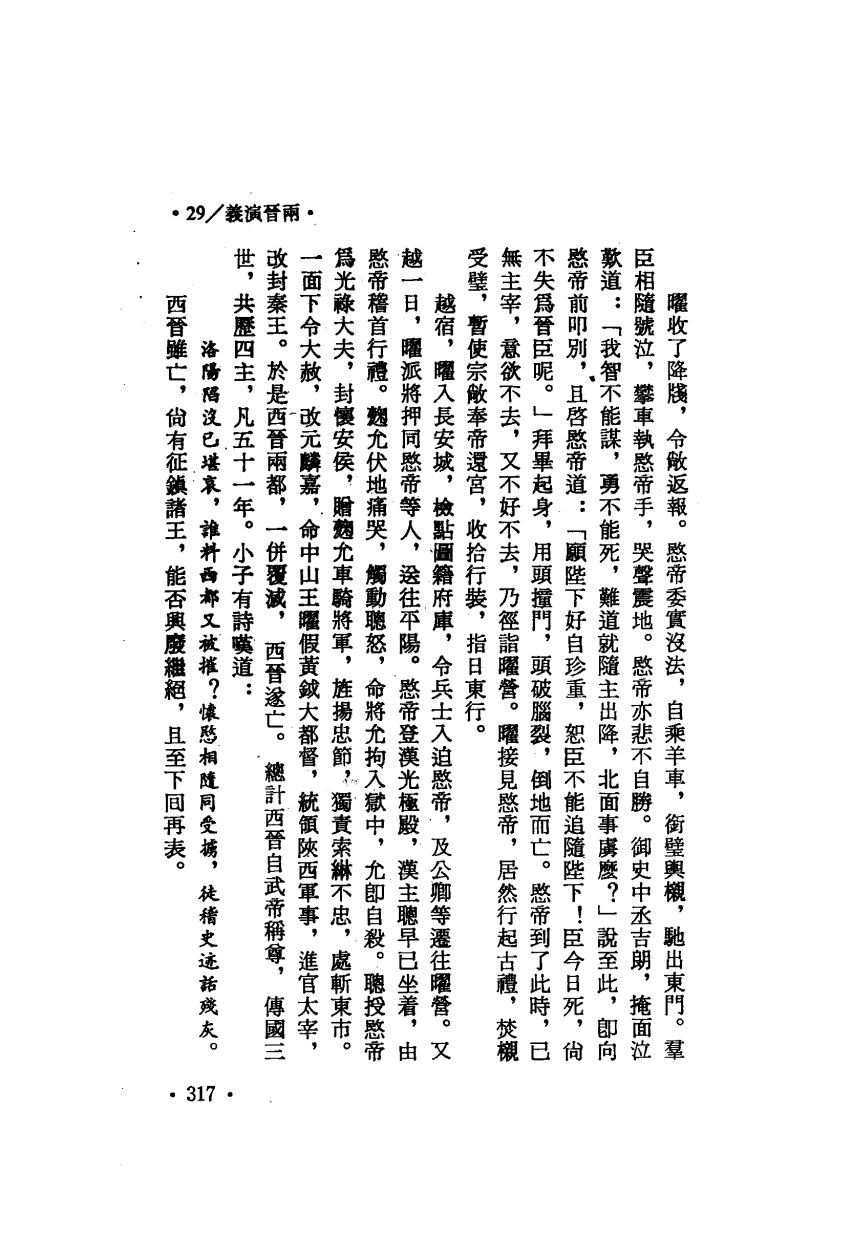 ·29/義演晉兩·
曜收了降牋，令敞返報。愍帝委實沒法，自乘羊車，銜璧輿櫬，馳出東門。羣
臣相隨號泣，攀車執愍帝手，哭聲震地。愍帝亦悲不自勝。御史中丞吉朗，掩面泣
歎道：「我智不能謀，勇不能死，難道就隨主出降，北面事虜麼？」說至此，卽向
愍帝前叩別，且啓愍帝道：「願陛下好自珍重，恕臣不能追隨陛下！臣今日死，尙
不失爲晉臣呢。」拜畢起身，用頭撞門，頭破腦裂，倒地而亡。愍帝到了此時，已
無主宰，意欲不去，又不好不去，乃徑詣曜營。曜接見愍帝，居然行起古禮，焚櫬
受璧，暫使宗敞奉帝還宮，收拾行裝，指日東行。
越宿，曜入長安城，檢點圖籍府庫，令兵士入迫愍帝，及公卿等遷往曜營。又
越一日，曜派將押同愍帝等人，送往平陽。愍帝登漢光極殿，漢主聰早已坐着，由
愍帝稽首行禮。麴允伏地痛哭，觸動聰怒，命將允拘入獄中，允卽自殺。聰授愍帝
爲光祿大夫，封懷安侯，贈麴允車騎將軍，旌揚忠節，獨責索綝不忠，處斬東市。
一面下令大赦，改元麟嘉，命中山王曜假黃鉞大都督，統領陝西軍事，進官太宰，
改封秦王。於是西晉兩都，一併覆滅，西晉遂亡。總計西晉自武帝稱尊，傳國三
世，共歷四主，凡五十一年。小子有詩嘆道：
洛陽陷沒已堪哀，誰料西都又被摧？懷愍相隨同受擄，徒稽史迹話殘灰。
西晉雖亡，尙有征鎭諸王，能否興廢繼絕，且至下回再表。
·317·